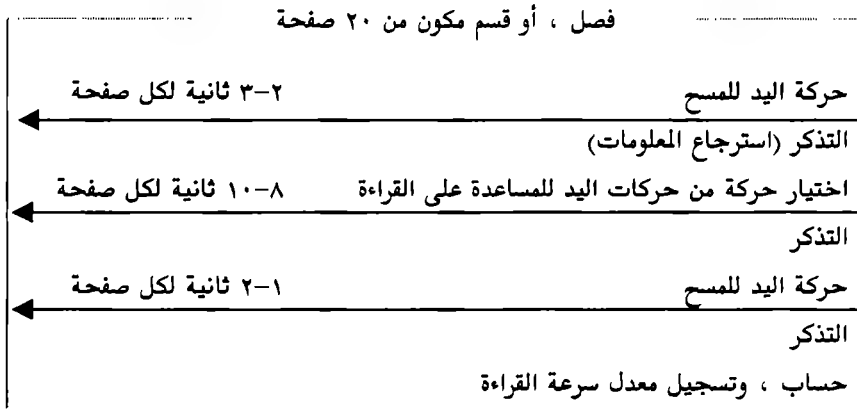 فصل ، أو قسم مكون من ٢٠ صفحة
حركة اليد للمسح ٢-٣ ثانية لكل صفحة
التذكر (استرجاع المعلومات)
اختيار حركة من حركات اليد للمساعدة على القراءة ٨-١٠ ثانية لكل صفحة
التذكر
حركة اليد للمسح ١-٢ ثانية لكل صفحة
التذكر
حساب ، وتسجيل معدل سرعة القراءة